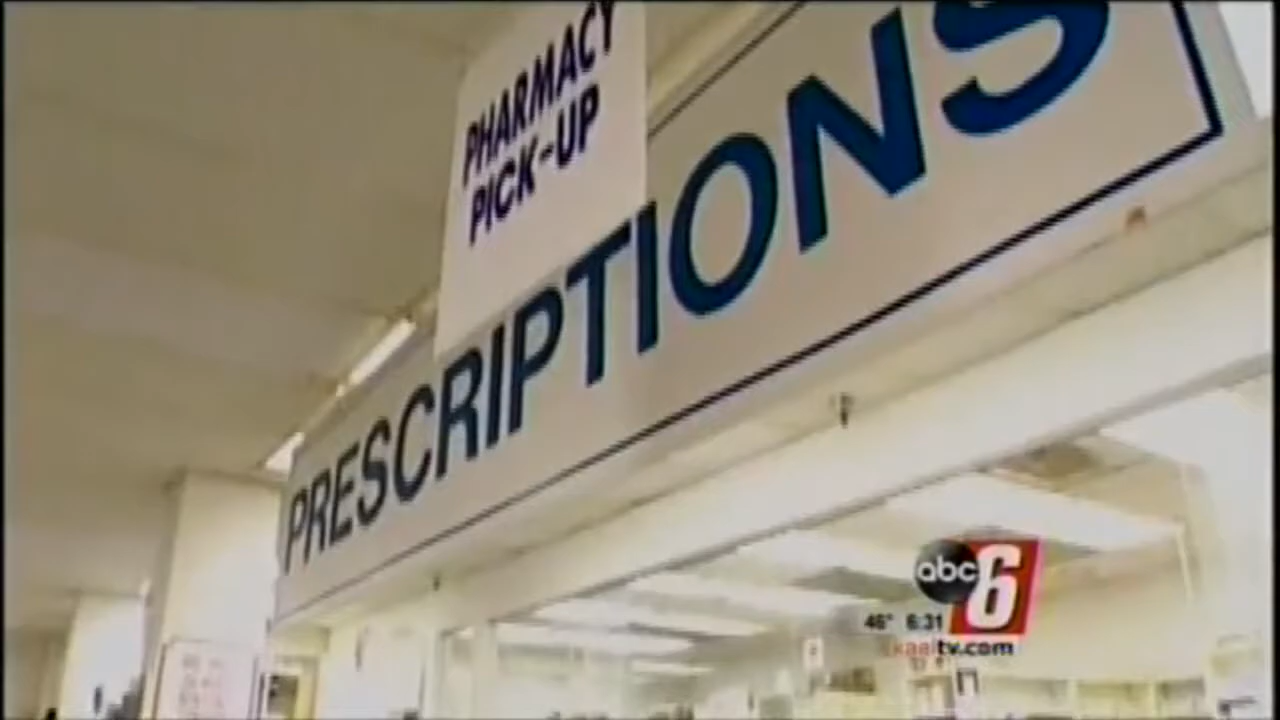 PHARMACY
PICK-UP
PRESCRIPTIONS
abc 6
46° 6:31
kaaltv.com